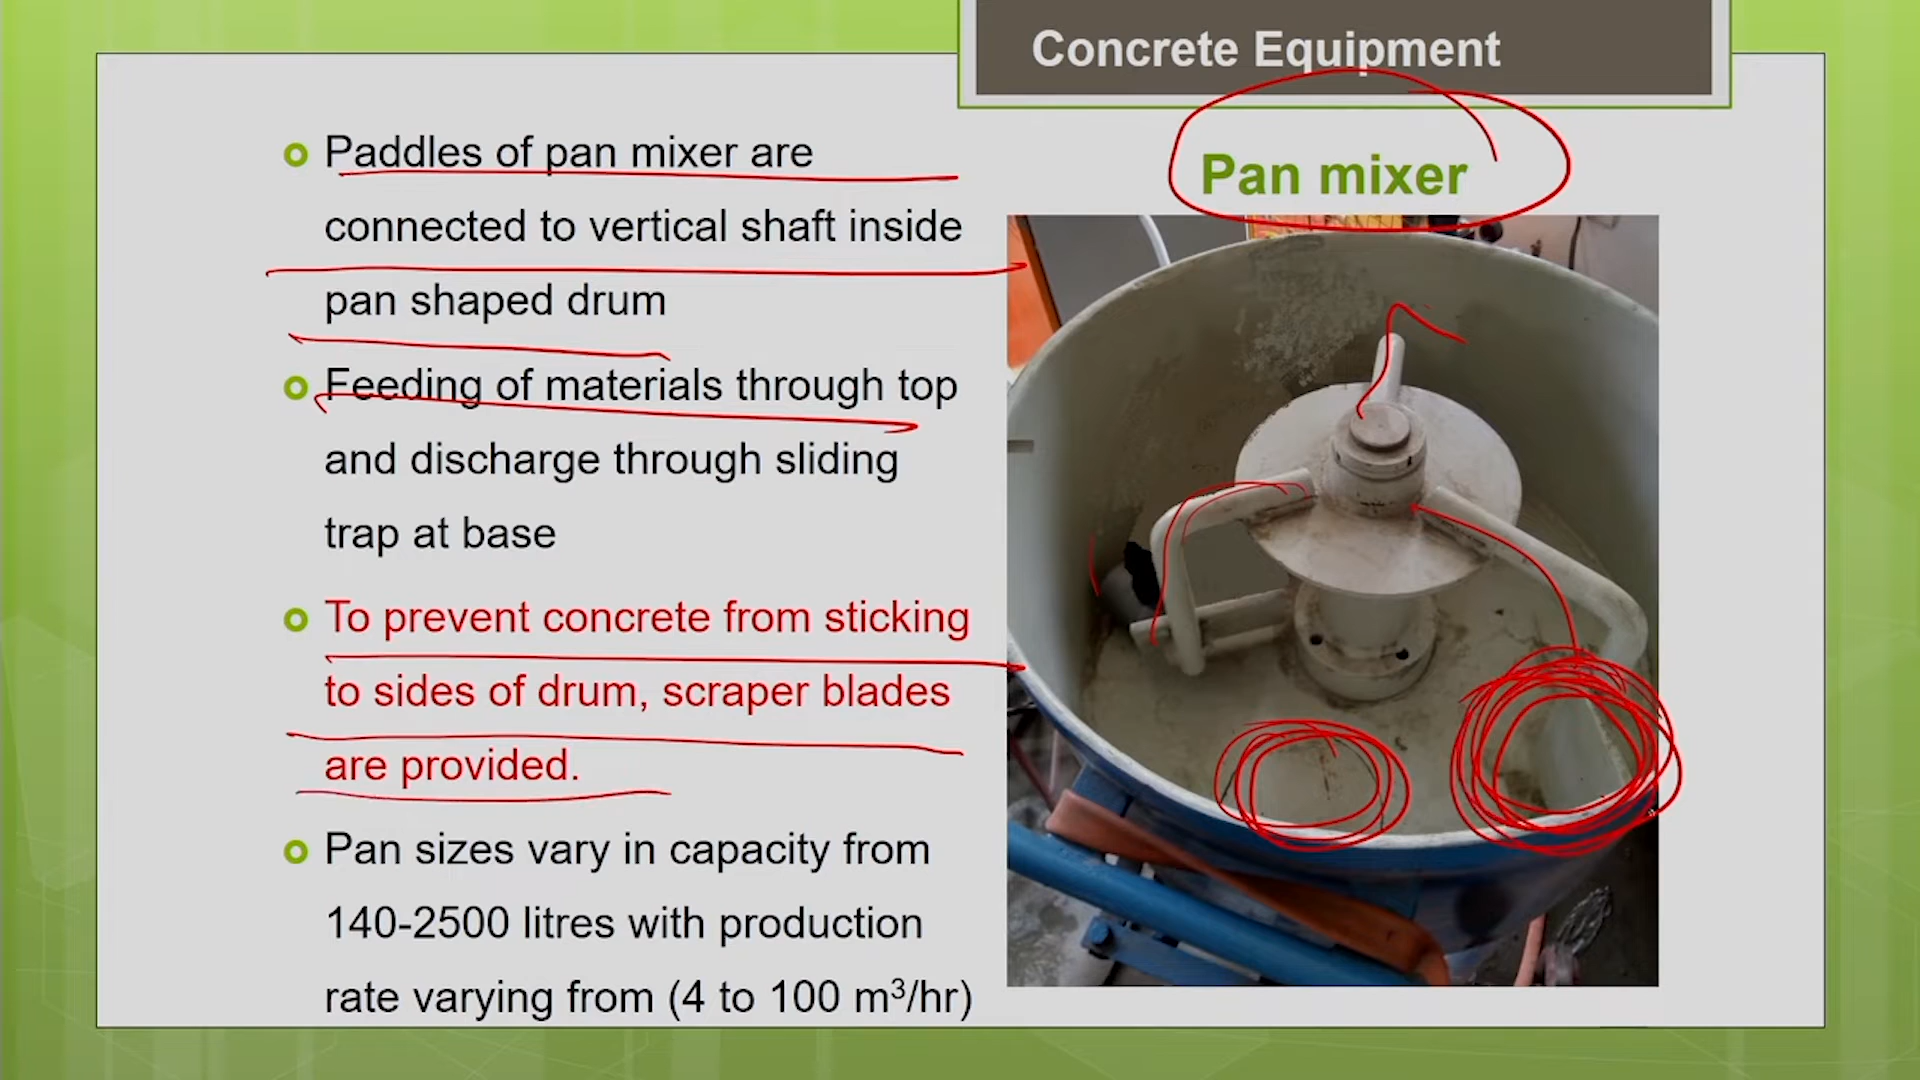 Concrete Equipment
Pan mixer
Paddles of pan mixer are
connected to vertical shaft inside
pan shaped drum
Feeding of materials through top
and discharge through sliding
trap at base
To prevent concrete from sticking
to sides of drum, scraper blades
are provided.
Pan sizes vary in capacity from
140-2500 litres with production
rate varying from (4 to 100 m³/hr)